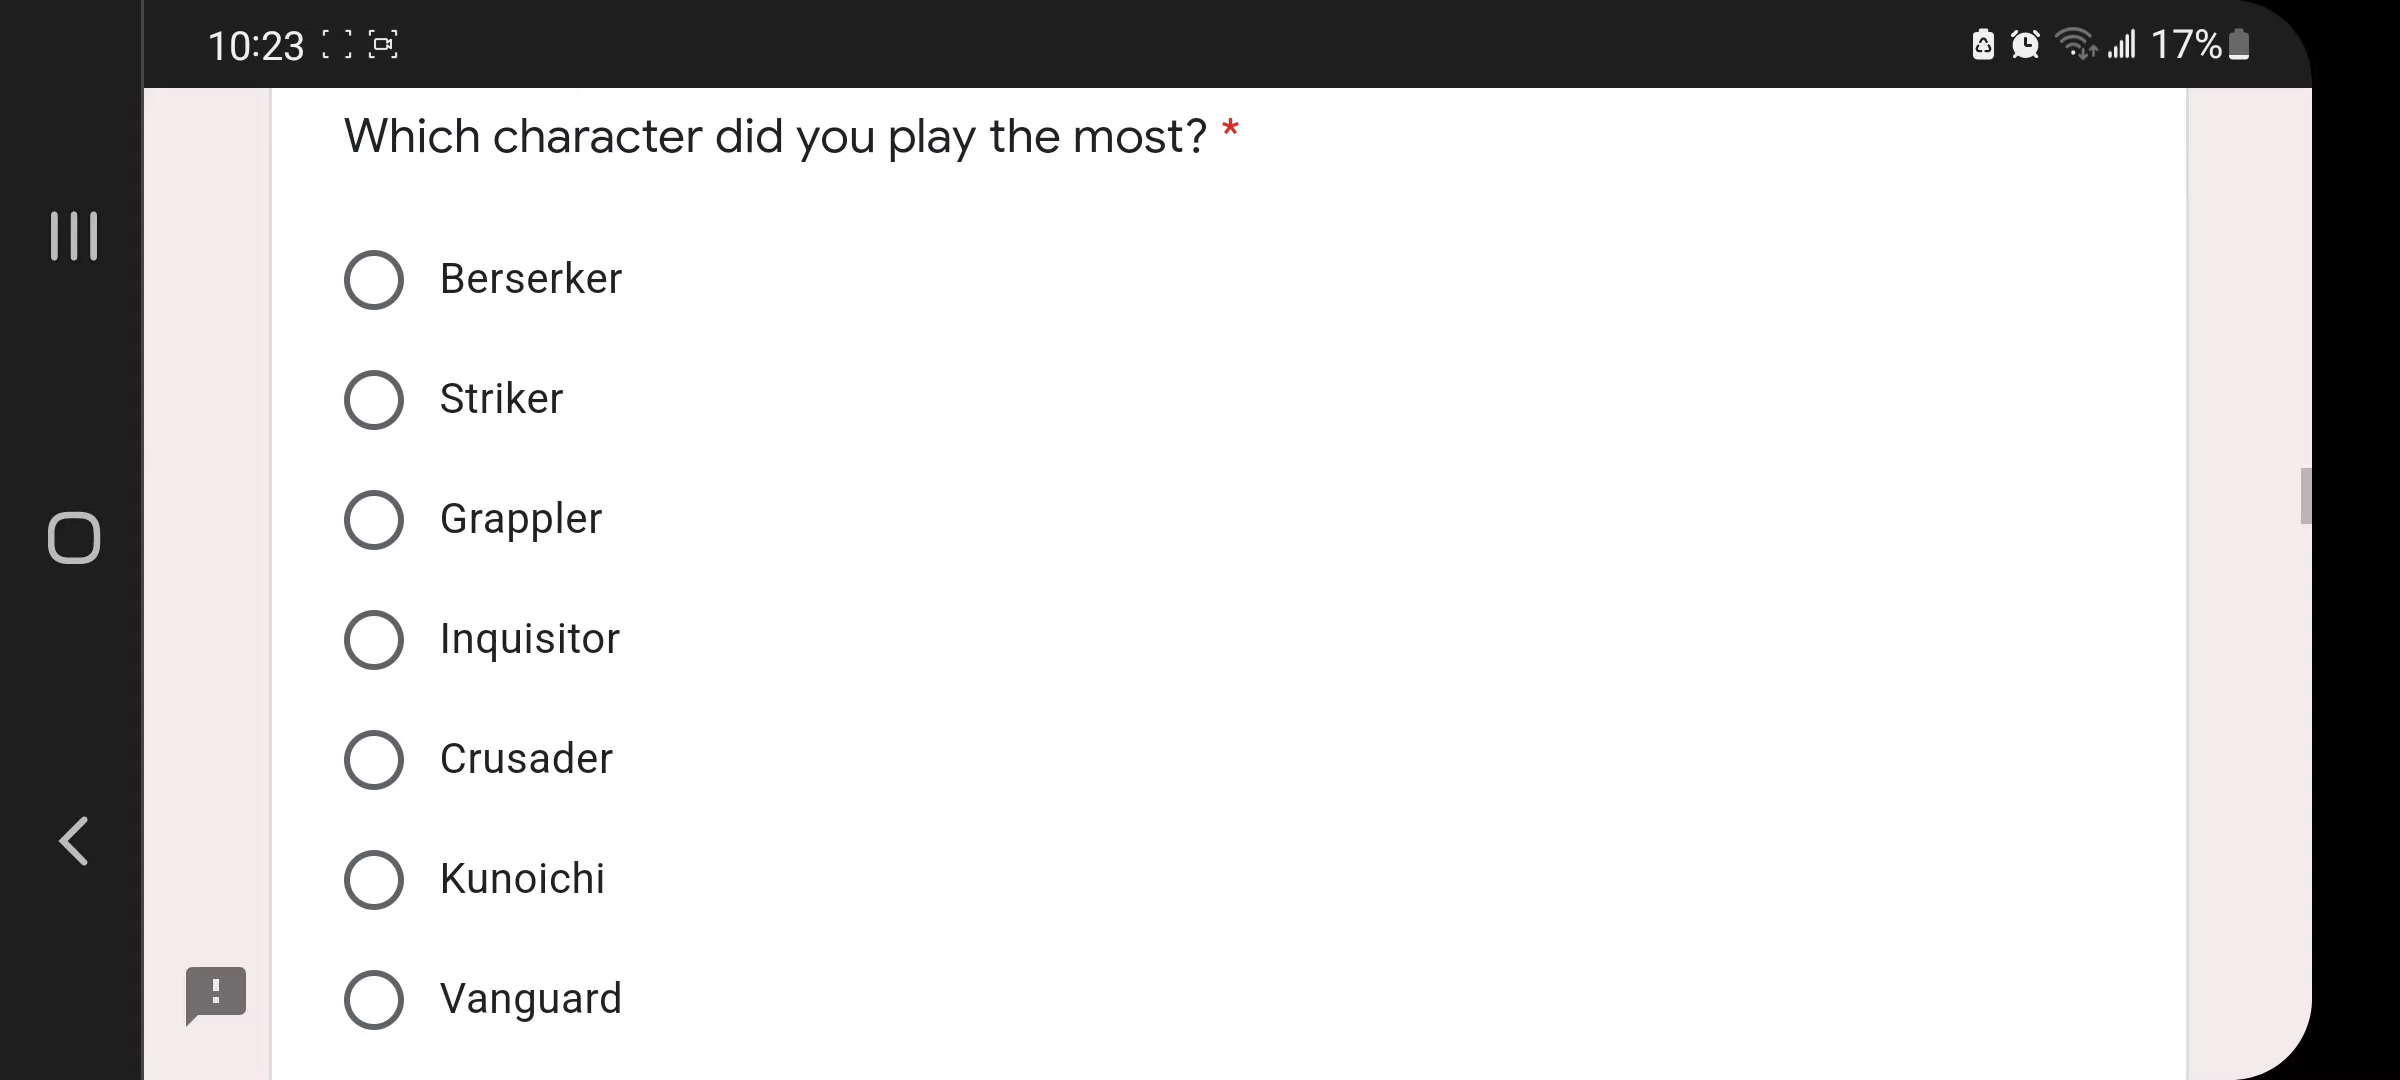 10:23
17%
Which character did you play the most? *
Berserker
Striker
Grappler
Inquisitor
Crusader
Kunoichi
Vanguard